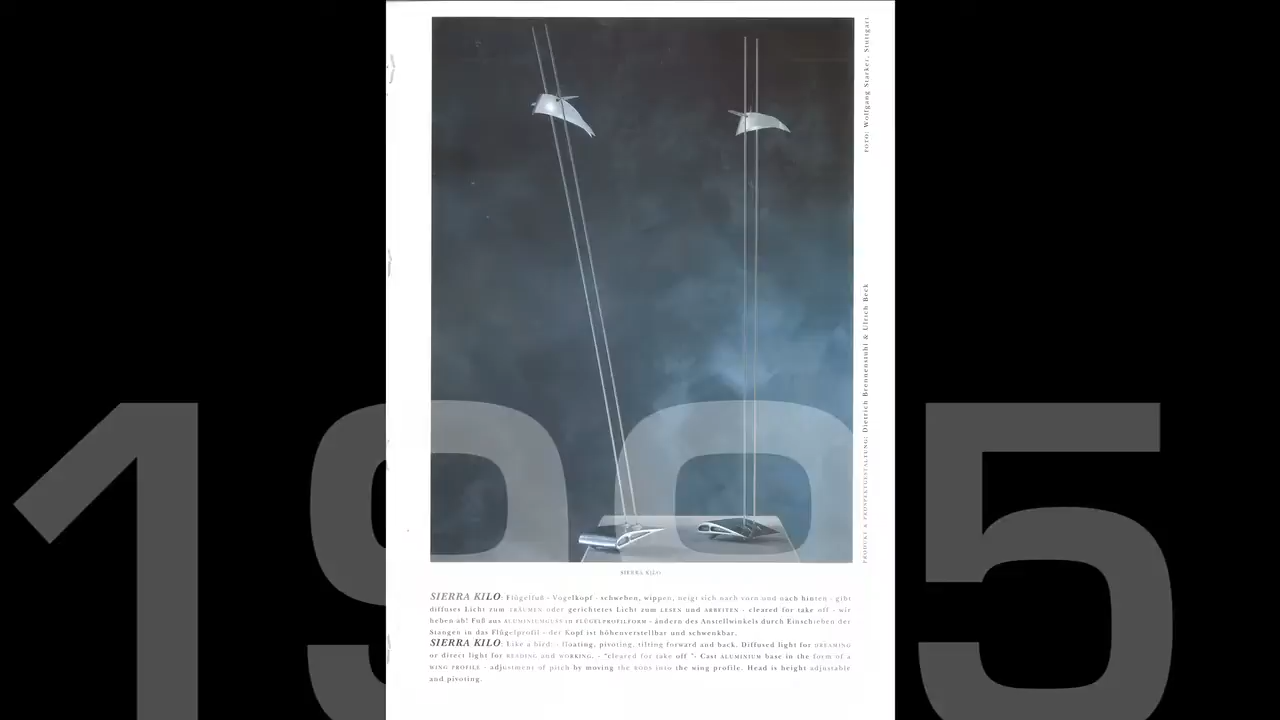 1995
FOTO: Wolfgang Starker, Stuttgart
PRODUKT & PROSPEKTGESTALTUNG: Dietrich Brennenstuhl & Ulrich Beck
SIERRA KILO
SIERRA KILO: Flügelfuß - Vogelkopf - schweben, wippen, neigt sich nach vorn und nach hinten - gibt
diffuses Licht zum TRÄUMEN oder gerichtetes Licht zum LESEN und ARBEITEN - cleared for take off - wir
heben ab! Fuß aus ALUMINIUMGUSS in FLÜGELPROFILFORM - ändern des Anstellwinkels durch Einschieben der
Stangen in das Flügelprofil - der Kopf ist höhenverstellbar und schwenkbar.
SIERRA KILO: Like a bird: - floating, pivoting, tilting forward and back. Diffused light for DREAMING
or direct light for READING and WORKING. - "cleared for take off "- Cast ALUMINIUM base in the form of a
WING PROFILE - adjustment of pitch by moving the RODS into the wing profile. Head is height adjustable
and pivoting.